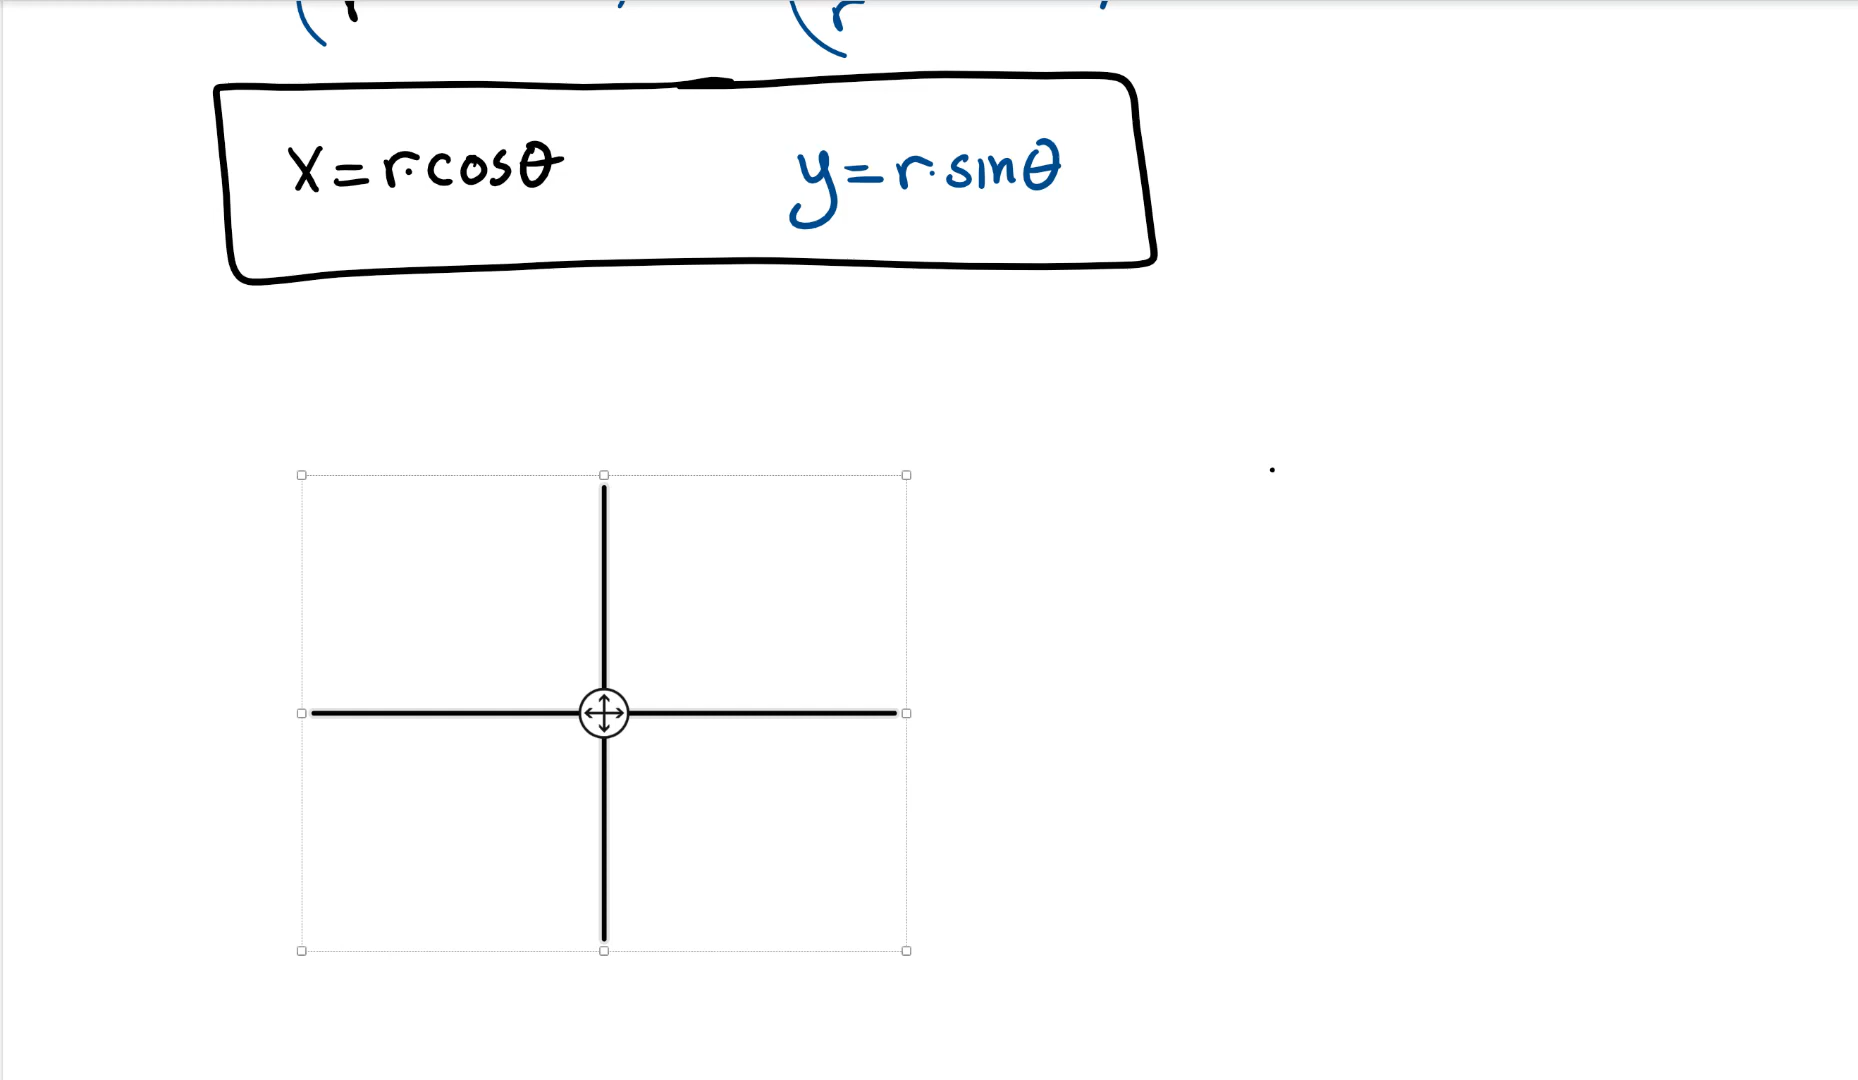 (r (r
x=r·cosθ y=r·sinθ